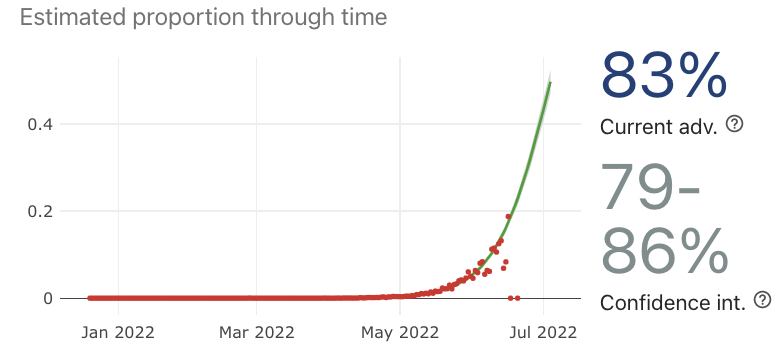 Estimated proportion through time
0.4
0.2
0
Jan 2022
Mar 2022
May 2022
Jul 2022
83%
Current adv. ?
79-
86%
Confidence int. ?